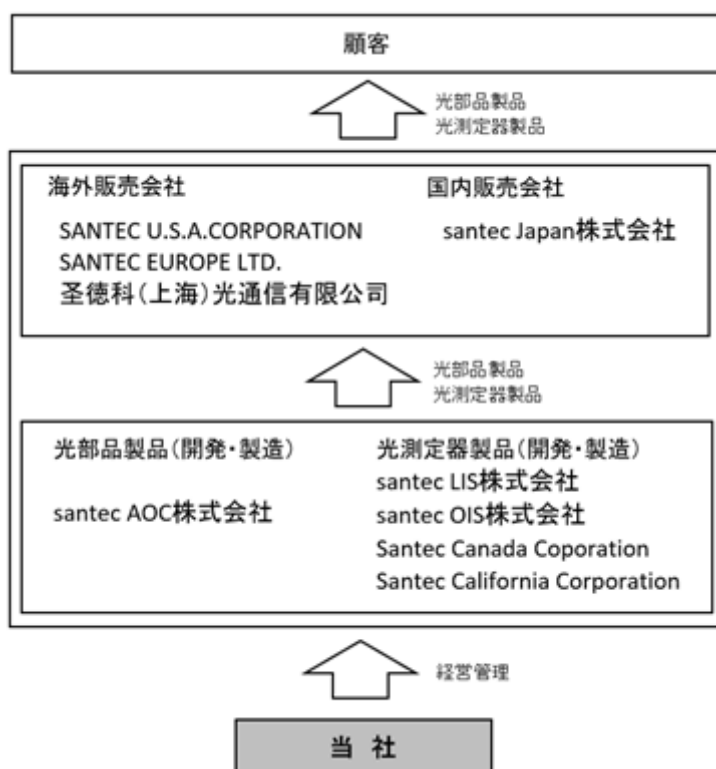 顧客
光部品製品
光測定器製品
海外販売会社
SANTEC U.S.A.CORPORATION
SANTEC EUROPE LTD.
圣德科(上海)光通信有限公司
国内販売会社
santec Japan株式会社
光部品製品
光測定器製品
光部品製品(開発・製造)
santec AOC株式会社
光測定器製品(開発・製造)
santec LIS株式会社
santec OIS株式会社
Santec Canada Coporation
Santec California Corporation
経営管理
当 社